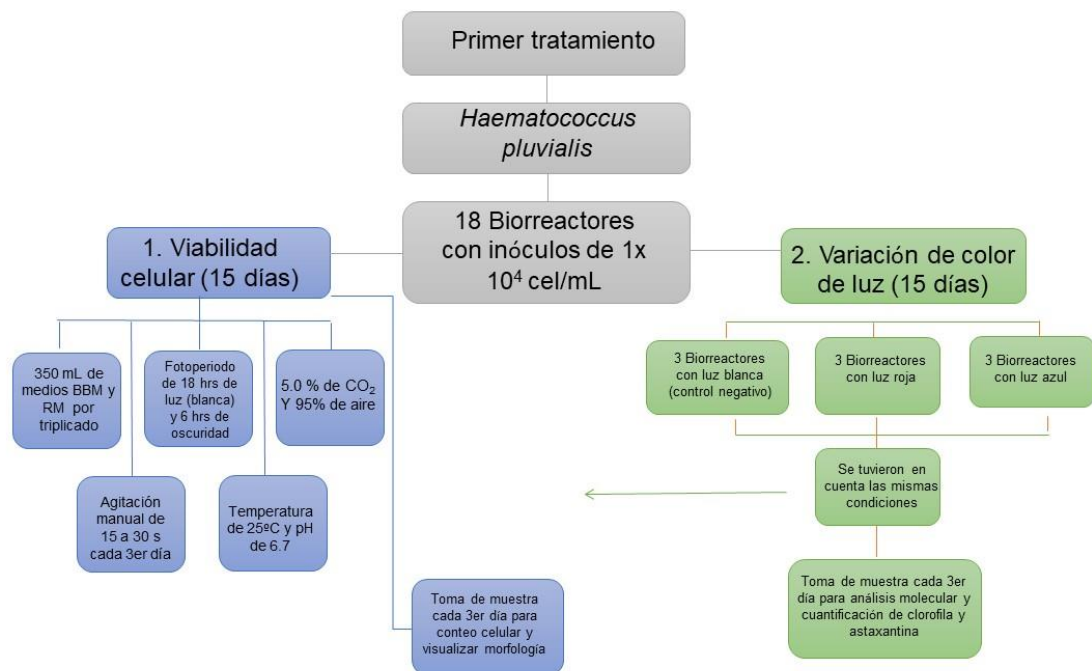 Primer tratamiento
Haematococcus
pluvialis
18 Biorreactores
con inóculos de 1x
10⁴ cel/mL
1. Viabilidad
celular (15 días)
350 mL de
medios BBM y
RM por
triplicado
Fotoperiodo
de 18 hrs de
luz (blanca)
y 6 hrs de
oscuridad
5.0 % de CO₂
Y 95% de aire
Agitación
manual de
15 a 30 s
cada 3er día
Temperatura
de 25ºC y pH
de 6.7
Toma de muestra
cada 3er día para
conteo celular y
visualizar morfología
2. Variación de color
de luz (15 días)
3 Biorreactores
con luz blanca
(control negativo)
3 Biorreactores
con luz roja
3 Biorreactores
con luz azul
Se tuvieron en
cuenta las mismas
condiciones
Toma de muestra cada 3er
día para análisis molecular y
cuantificación de clorofila y
astaxantina